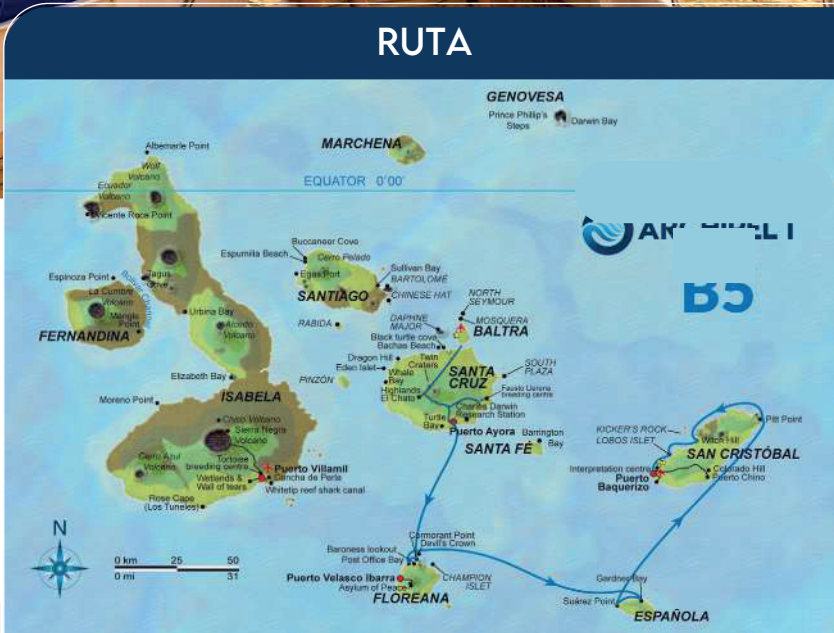 RUTA
GENOVESA
Prince Phillip's
Steps
Darwin Bay
MARCHENA
EQUATOR 0°00'
Albemarle Point
Wolf
Volcano
Ecuador
Volcano
Vicente Roca Point
B5
Buccaneer Cove
Espumilla Beach
Cerro Pelado
Egas Port
Sullivan Bay
BARTOLOMÉ
SANTIAGO
CHINESE HAT
RABIDA
Espinoza Point
La Cumbre
Volcano
Mangle
Point
FERNANDINA
Bolivar Channel
Tagus
Cove
Urbina Bay
Alcedo
Volcano
Elizabeth Bay
Moreno Point
ISABELA
NORTH
SEYMOUR
MOSQUERA
DAPHNE
MAJOR
BALTRA
Black turtle cove
Bachas Beach
Dragon Hill
Eden Islet
Whale
Bay
Twin
Craters
SANTA
CRUZ
SOUTH
PLAZA
Highlands
El Chato
Fausto Llerena
breeding centre
Charles Darwin
Research Station
Turtle
Bay
Puerto Ayora
PINZÓN
SANTA FÉ
Barrington
Bay
Chico Volcano
Sierra Negra
Volcano
Cerro Azul
Volcano
Tortoise
breeding centre
Puerto Villamil
Concha de Perla
Wetlands &
Wall of tears
Whitetip reef shark canal
Rose Cape
(Los Tuneles)
KICKER'S ROCK
LOBOS ISLET
Pitt Point
Witch Hill
SAN CRISTÓBAL
Interpretation centre
Puerto
Baquerizo
Colorado Hill
Puerto Chino
N
0 km 25 50
0 mi 31
Cormorant Point
Devil's Crown
Baroness lookout
Post Office Bay
Puerto Velasco Ibarra
Asylum of Peace
CHAMPION
ISLET
FLOREANA
Gardner Bay
Suárez Point
ESPAÑOLA